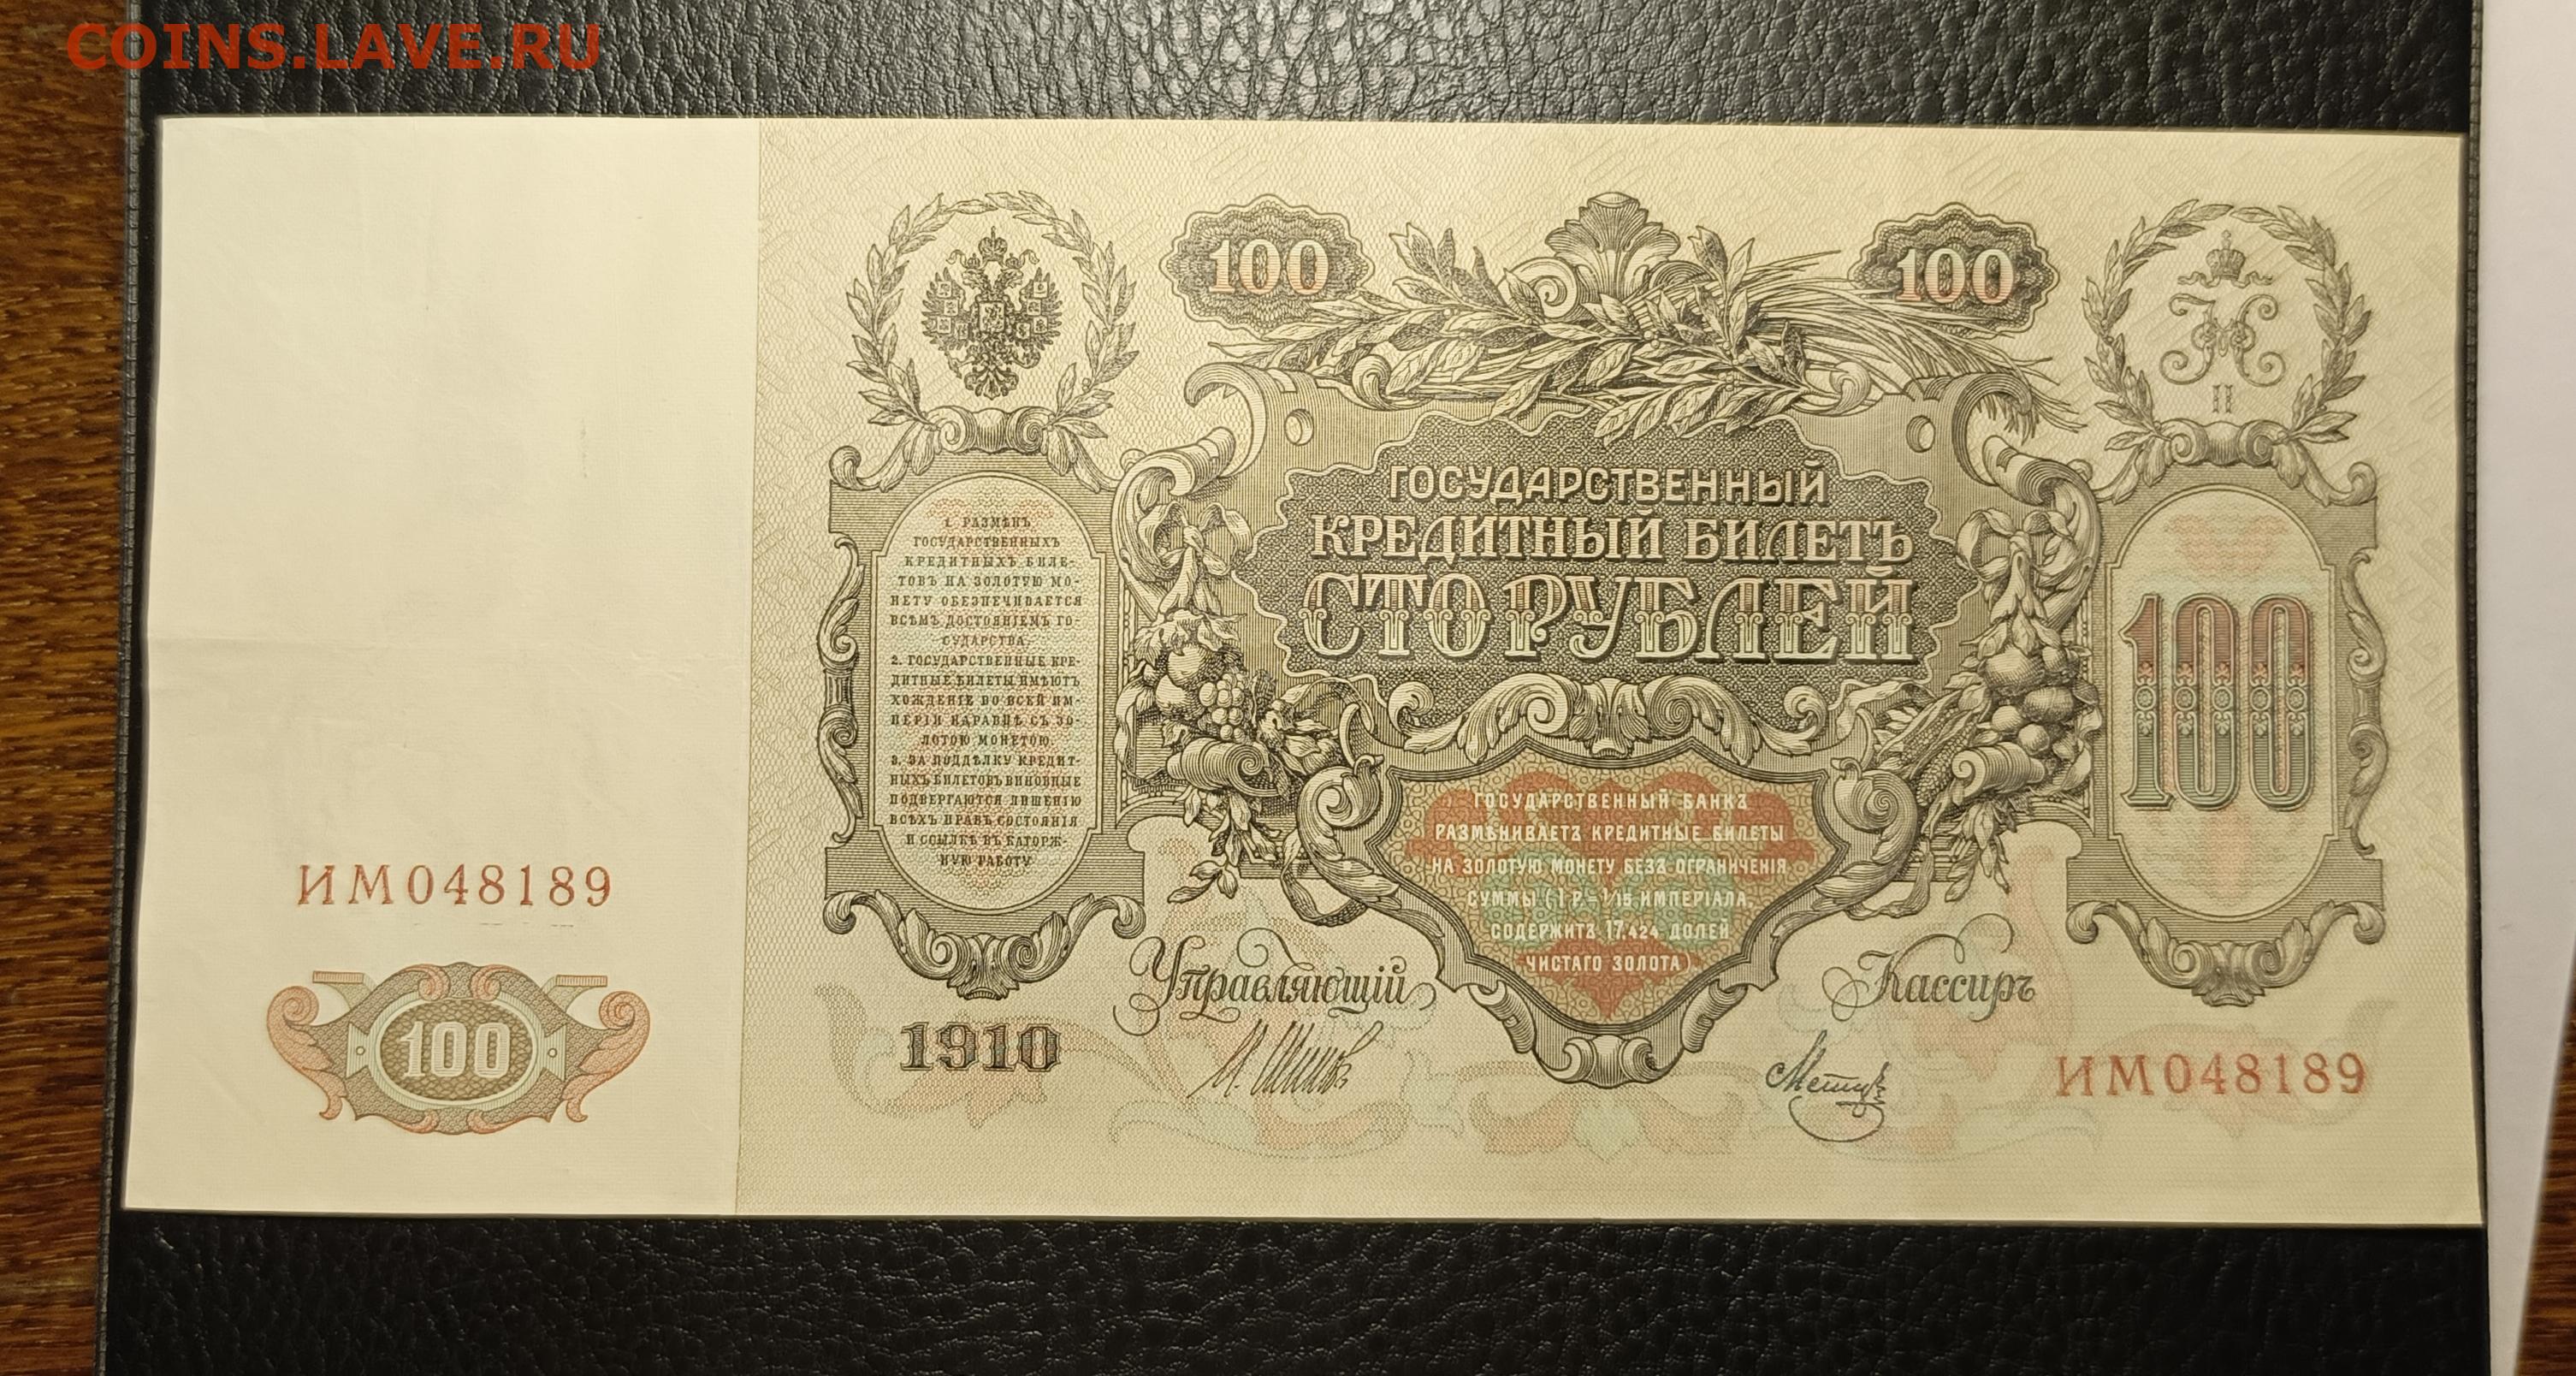 COINS.LAVE.RU
100
100
II
ГОСУДАРСТВЕННЫЙ
КРЕДИТНЫЙ БИЛЕТЪ
СТО РУБЛЕЙ
1. РАЗМѢНЪ
ГОСУДАРСТВЕННЫХЪ
КРЕДИТНЫХЪ БИЛЕ-
ТОВЪ НА ЗОЛОТУЮ МО-
НЕТУ ОБЕЗПЕЧИВАЕТСЯ
ВСѢМЪ ДОСТОЯНІЕМЪ ГО-
СУДАРСТВА.
2. ГОСУДАРСТВЕННЫЕ КРЕ-
ДИТНЫЕ БИЛЕТЫ ИМѢЮТЪ
ХОЖДЕНІЕ ВО ВСЕЙ ИМ-
ПЕРІИ НАРАВНѢ СЪ ЗО-
ЛОТОЮ МОНЕТОЮ.
3. ЗА ПОДДѢЛКУ КРЕДИТ-
НЫХЪ БИЛЕТОВЪ ВИНОВНЫЕ
ПОДВЕРГАЮТСЯ ЛИШЕНІЮ
ВСѢХЪ ПРАВЪ СОСТОЯНІЯ
И ССЫЛКѢ ВЪ КАТОРЖ-
НУЮ РАБОТУ
100
ГОСУДАРСТВЕННЫЙ БАНКЪ
РАЗМѢНИВАЕТЪ КРЕДИТНЫЕ БИЛЕТЫ
НА ЗОЛОТУЮ МОНЕТУ БЕЗЪ ОГРАНИЧЕНІЯ
СУММЫ (1 Р.= 1/15 ИМПЕРІАЛА,
СОДЕРЖИТЪ 17,424 ДОЛЕЙ
ЧИСТАГО ЗОЛОТА)
ИМ048189
100
Управляющій
Кассиръ
1910
И. Шипов
Метц
ИМ048189